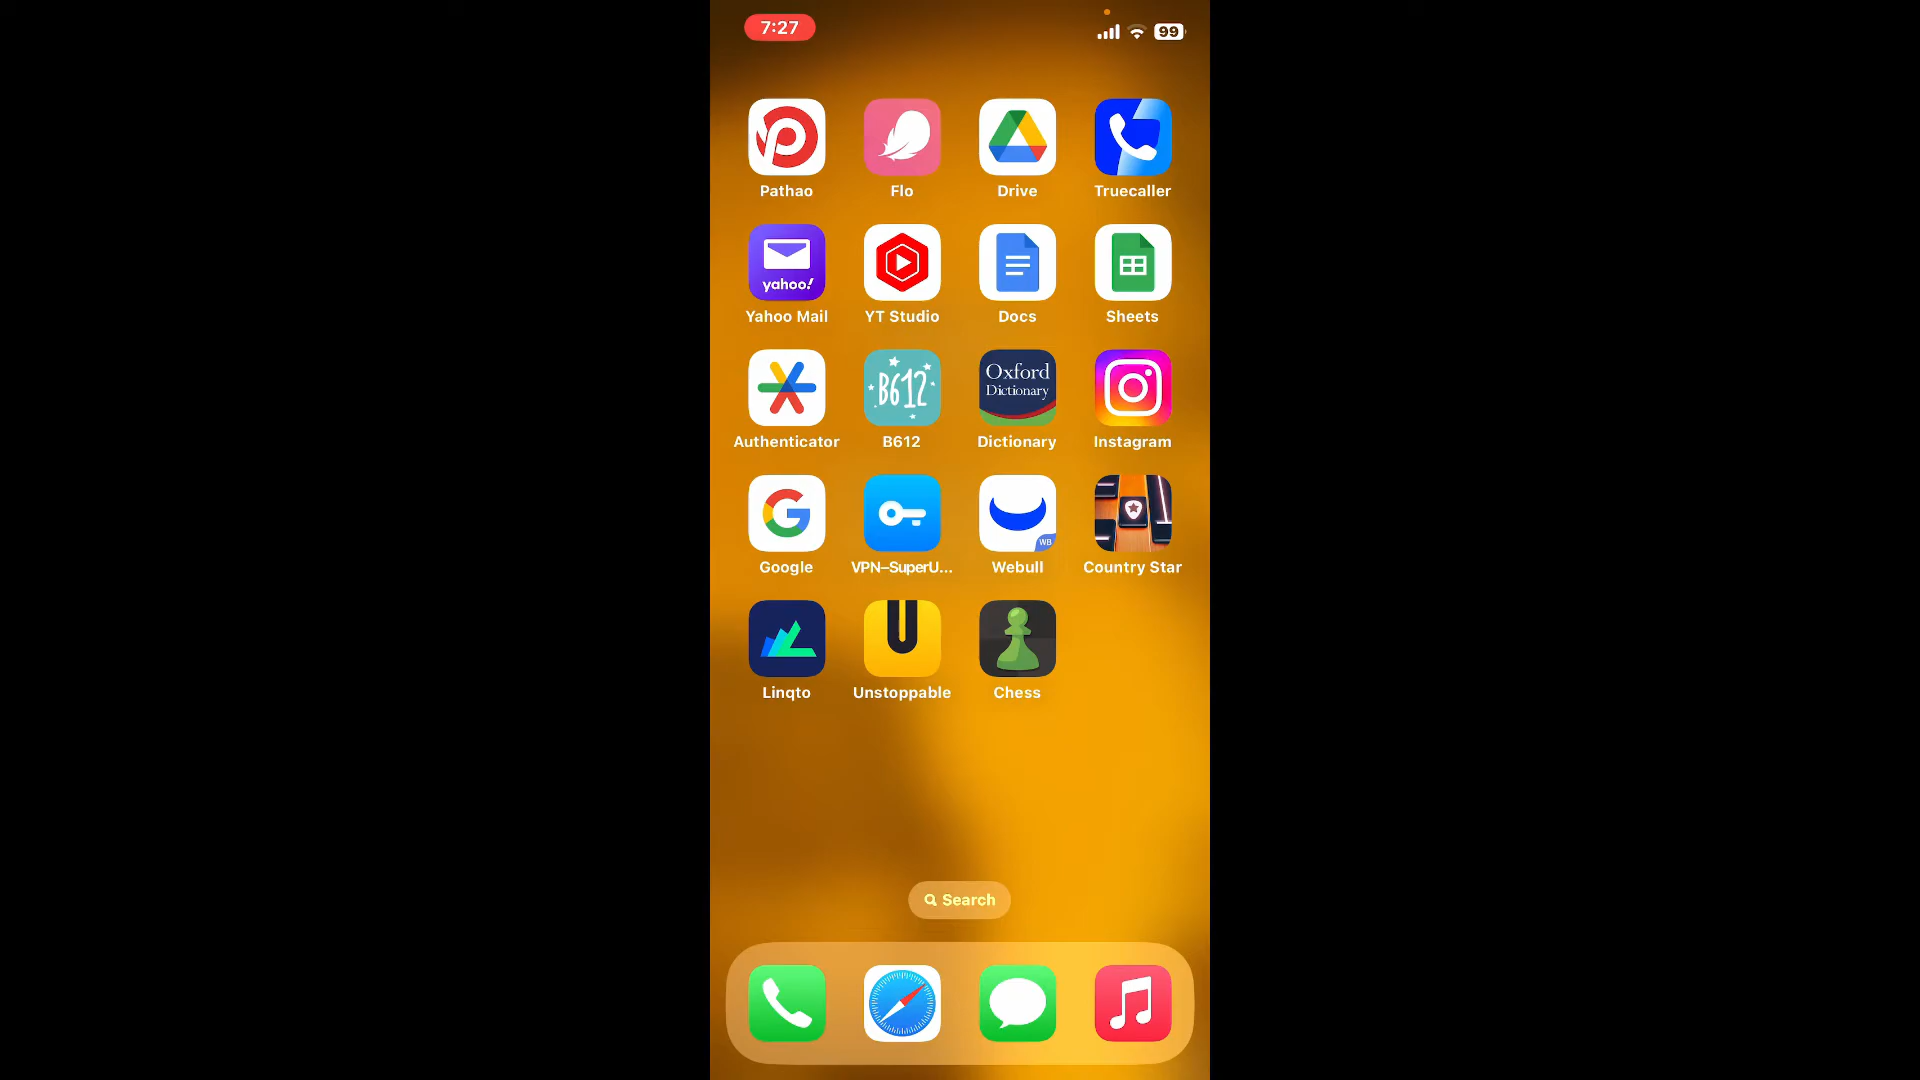 7:27
99
Pathao Flo Drive Truecaller
yahoo!
Yahoo Mail YT Studio Docs Sheets
B612 Oxford
Dictionary
Authenticator B612 Dictionary Instagram
WB
Google VPN–SuperU... Webull Country Star
Linqto Unstoppable Chess
Search